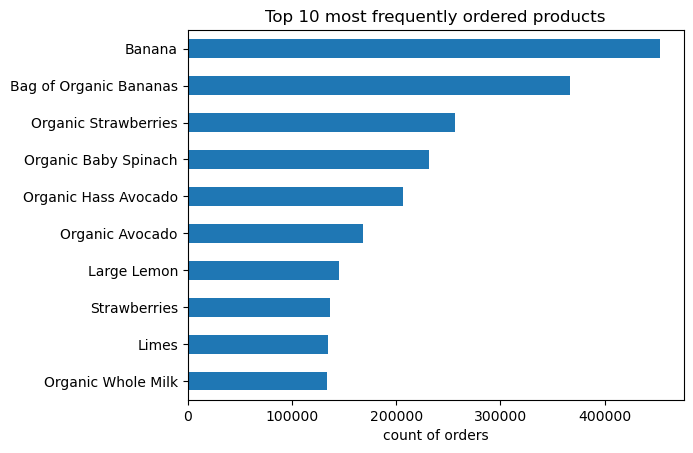 Top 10 most frequently ordered products
Banana
Bag of Organic Bananas
Organic Strawberries
Organic Baby Spinach
Organic Hass Avocado
Organic Avocado
Large Lemon
Strawberries
Limes
Organic Whole Milk
0 100000 200000 300000 400000
count of orders